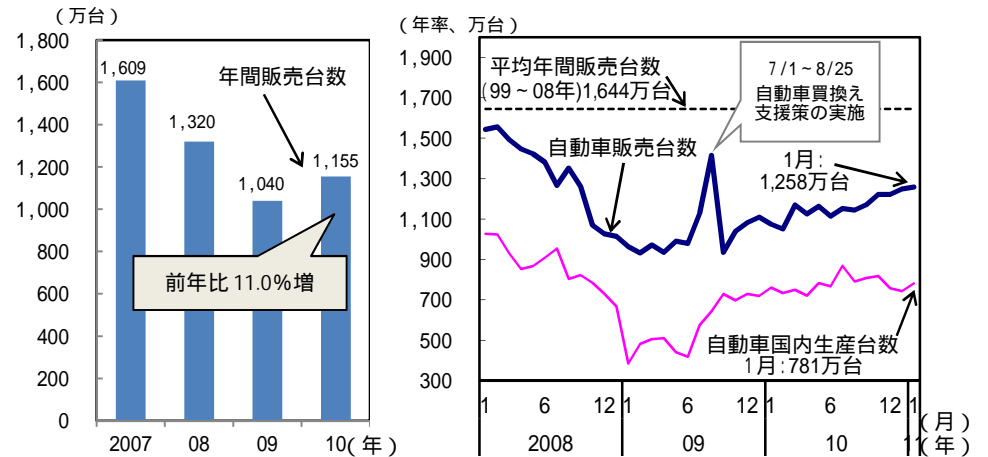 （万台）
1,800
1,600
1,400
1,200
1,000
800
600
400
200
0
1,609
1,320
1,040
1,155
年間販売台数
前年比 11.0%増
2007
08
09
10
（年）
（年率、万台）
1,900
1,700
1,500
1,300
1,100
900
700
500
300
平均年間販売台数
(99～08年)1,644万台
7/1～8/25
自動車買換え
支援策の実施
自動車販売台数
1月：
1,258万台
自動車国内生産台数
1月：781万台
1
6
12
1
6
12
1
6
12
1
（月）
2008
09
10
11
（年）